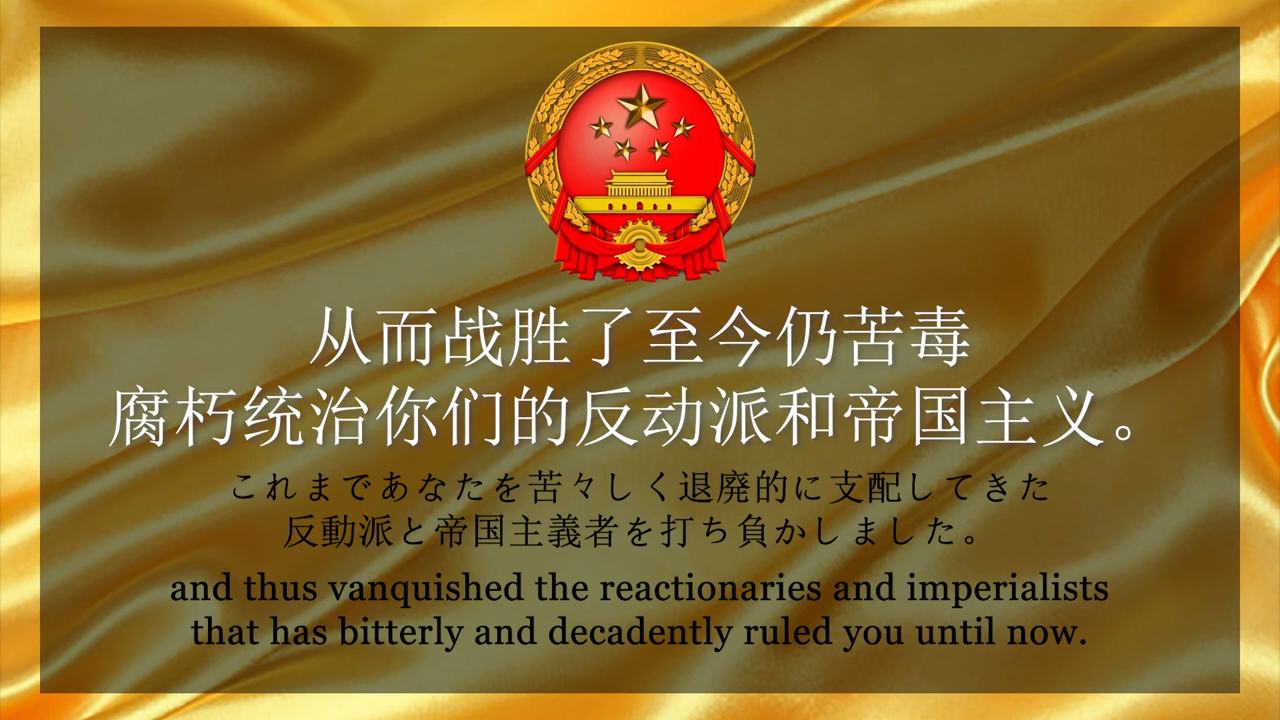 从而战胜了至今仍苦毒
腐朽统治你们的反动派和帝国主义。
これまであなたを苦々しく退廃的に支配してきた
反動派と帝国主義者を打ち負かしました。
and thus vanquished the reactionaries and imperialists
that has bitterly and decadently ruled you until now.